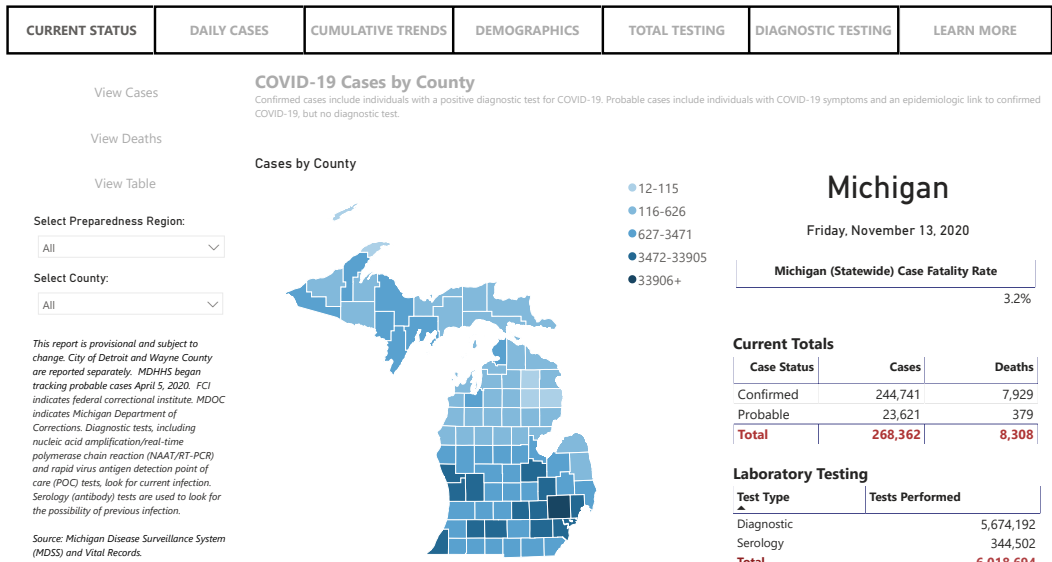 CURRENT STATUS
DAILY CASES
CUMULATIVE TRENDS
DEMOGRAPHICS
TOTAL TESTING
DIAGNOSTIC TESTING
LEARN MORE
View Cases
View Deaths
View Table
Select Preparedness Region:
All
Select County:
All
This report is provisional and subject to
change. City of Detroit and Wayne County
are reported separately. MDHHS began
tracking probable cases April 5, 2020. FCI
indicates federal correctional institute. MDOC
indicates Michigan Department of
Corrections. Diagnostic tests, including
nucleic acid amplification/real-time
polymerase chain reaction (NAAT/RT-PCR)
and rapid virus antigen detection point of
care (POC) tests, look for current infection.
Serology (antibody) tests are used to look for
the possibility of previous infection.
Source: Michigan Disease Surveillance System
(MDSS) and Vital Records.
COVID-19 Cases by County
Confirmed cases include individuals with a positive diagnostic test for COVID-19. Probable cases include individuals with COVID-19 symptoms and an epidemiologic link to confirmed
COVID-19, but no diagnostic test.
Cases by County
12-115
116-626
627-3471
3472-33905
33906+
Michigan
Friday, November 13, 2020
Michigan (Statewide) Case Fatality Rate
3.2%
Current Totals
Case Status Cases Deaths
Confirmed 244,741 7,929
Probable 23,621 379
Total 268,362 8,308
Laboratory Testing
Test Type Tests Performed
Diagnostic 5,674,192
Serology 344,502
Total 6,018,694